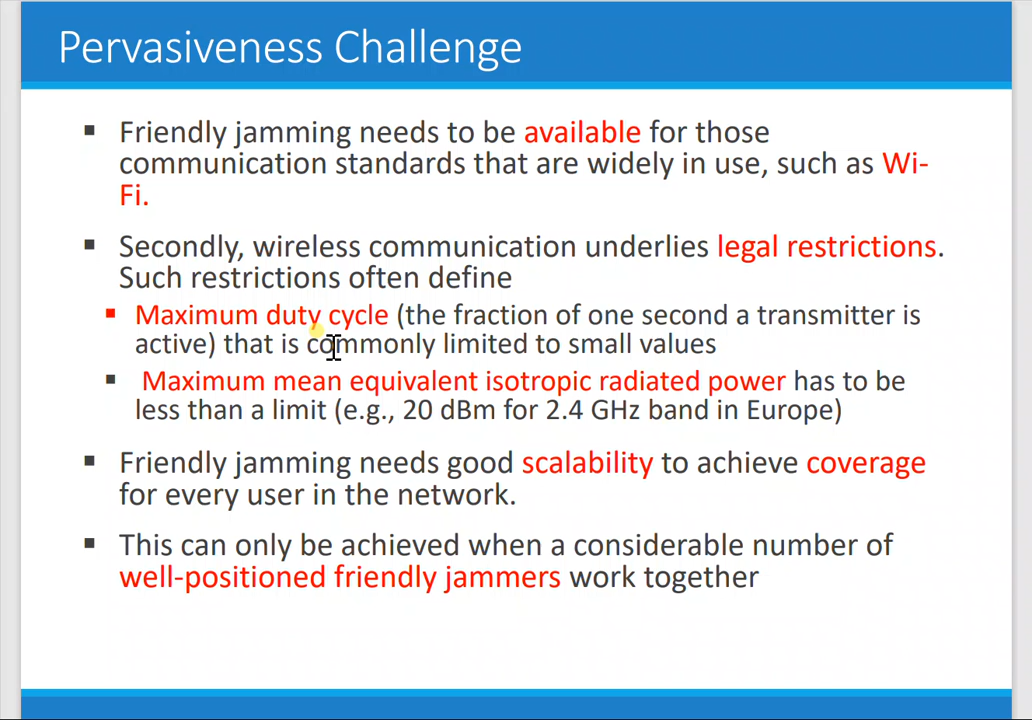 Pervasiveness Challenge
▪ Friendly jamming needs to be available for those
communication standards that are widely in use, such as Wi-
Fi.
▪ Secondly, wireless communication underlies legal restrictions.
Such restrictions often define
▪ Maximum duty cycle (the fraction of one second a transmitter is
active) that is commonly limited to small values
▪ Maximum mean equivalent isotropic radiated power has to be
less than a limit (e.g., 20 dBm for 2.4 GHz band in Europe)
▪ Friendly jamming needs good scalability to achieve coverage
for every user in the network.
▪ This can only be achieved when a considerable number of
well-positioned friendly jammers work together